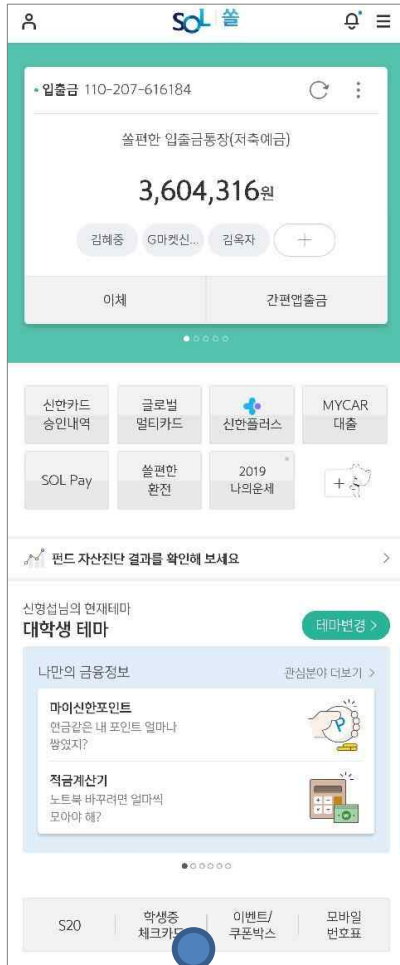 SOL 쏠
입출금 110-207-616184
쏠편한 입출금통장(저축예금)
3,604,316원
김혜중 G마켓신... 김옥자 +
이체 간편앱출금
신한카드 승인내역
글로벌 멀티카드
신한플러스
MYCAR 대출
SOL Pay
쏠편한 환전
2019 나의운세
+
펀드 자산진단 결과를 확인해 보세요 >
신형섭님의 현재테마
대학생 테마
테마변경 >
나만의 금융정보 관심분야 더보기 >
마이신한포인트
연금같은 내 포인트 얼마나
쌓였지?
P
적금계산기
노트북 바꾸려면 얼마씩
모아야 해?
S20
학생증 체크카드
이벤트/ 쿠폰박스
모바일 번호표